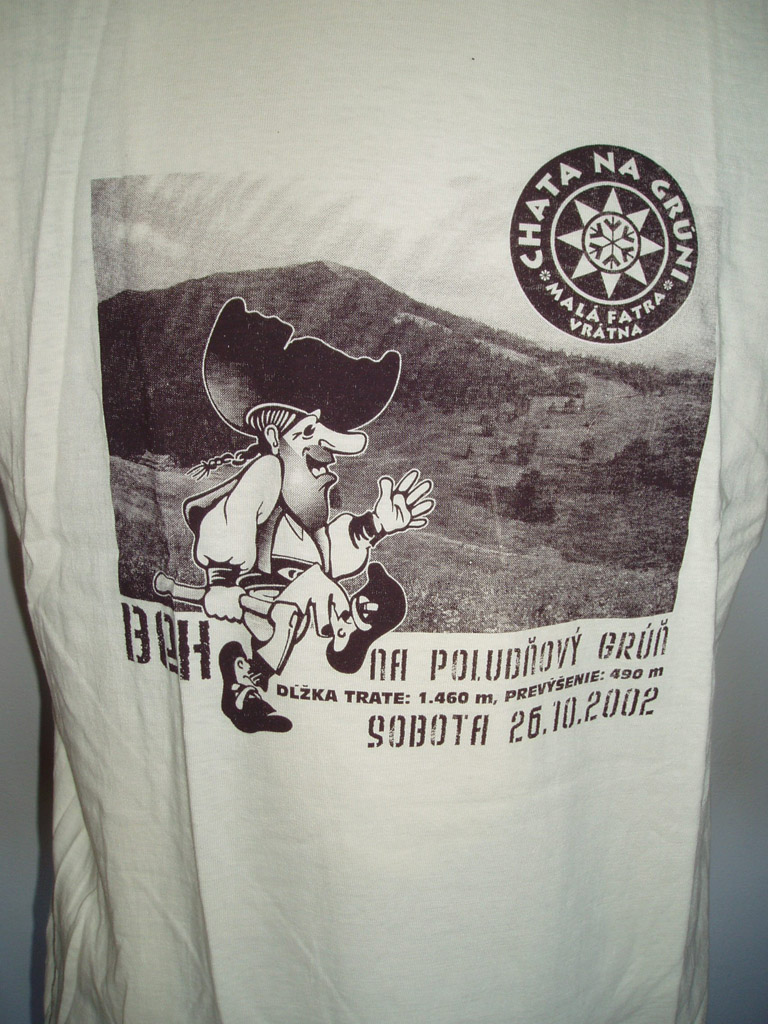 CHATA NA GRÚNI
MALÁ FATRA
VRÁTNA
BEH
NA POLUDŇOVÝ GRÚŇ
DĹŽKA TRATE: 1.460 m, PREVÝŠENIE: 490 m
SOBOTA 26.10.2002